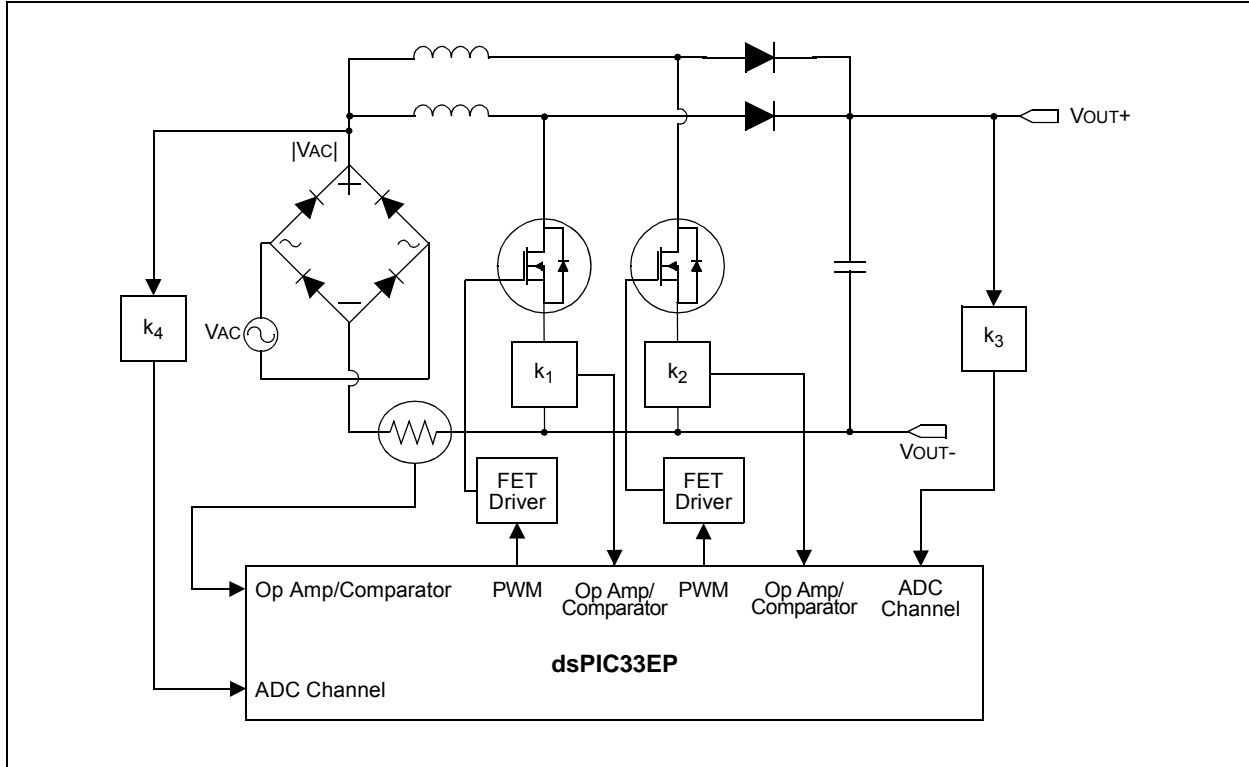 VOUT+
|VAC|
k4
VAC
k1
k2
k3
VOUT-
FET
Driver
FET
Driver
Op Amp/Comparator
PWM
Op Amp/
Comparator
PWM
Op Amp/
Comparator
ADC
Channel
dsPIC33EP
ADC Channel